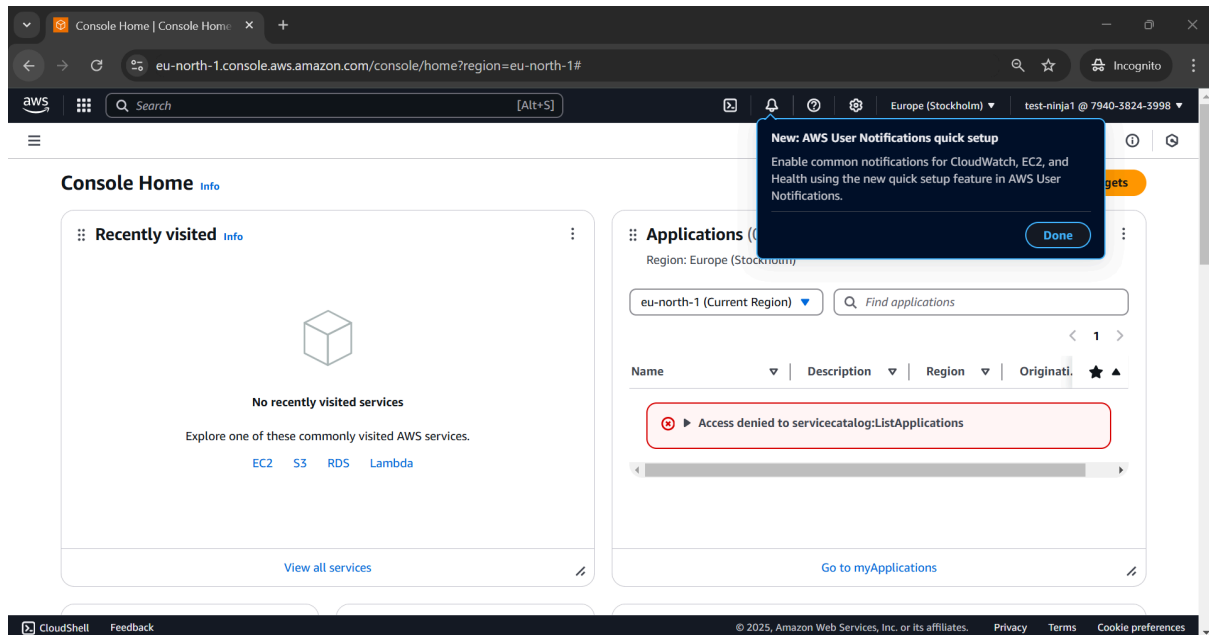 Console Home | Console Home
eu-north-1.console.aws.amazon.com/console/home?region=eu-north-1#
Incognito
aws
Search
[Alt+S]
Europe (Stockholm)
test-ninja1 @ 7940-3824-3998
New: AWS User Notifications quick setup
Enable common notifications for CloudWatch, EC2, and
Health using the new quick setup feature in AWS User
Notifications.
Done
Console Home Info
gets
Recently visited Info
No recently visited services
Explore one of these commonly visited AWS services.
EC2 S3 RDS Lambda
View all services
Applications (
Region: Europe (Stockholm)
eu-north-1 (Current Region)
Find applications
1
Name Description Region Originati.
Access denied to servicecatalog:ListApplications
Go to myApplications
CloudShell Feedback
© 2025, Amazon Web Services, Inc. or its affiliates. Privacy Terms Cookie preferences